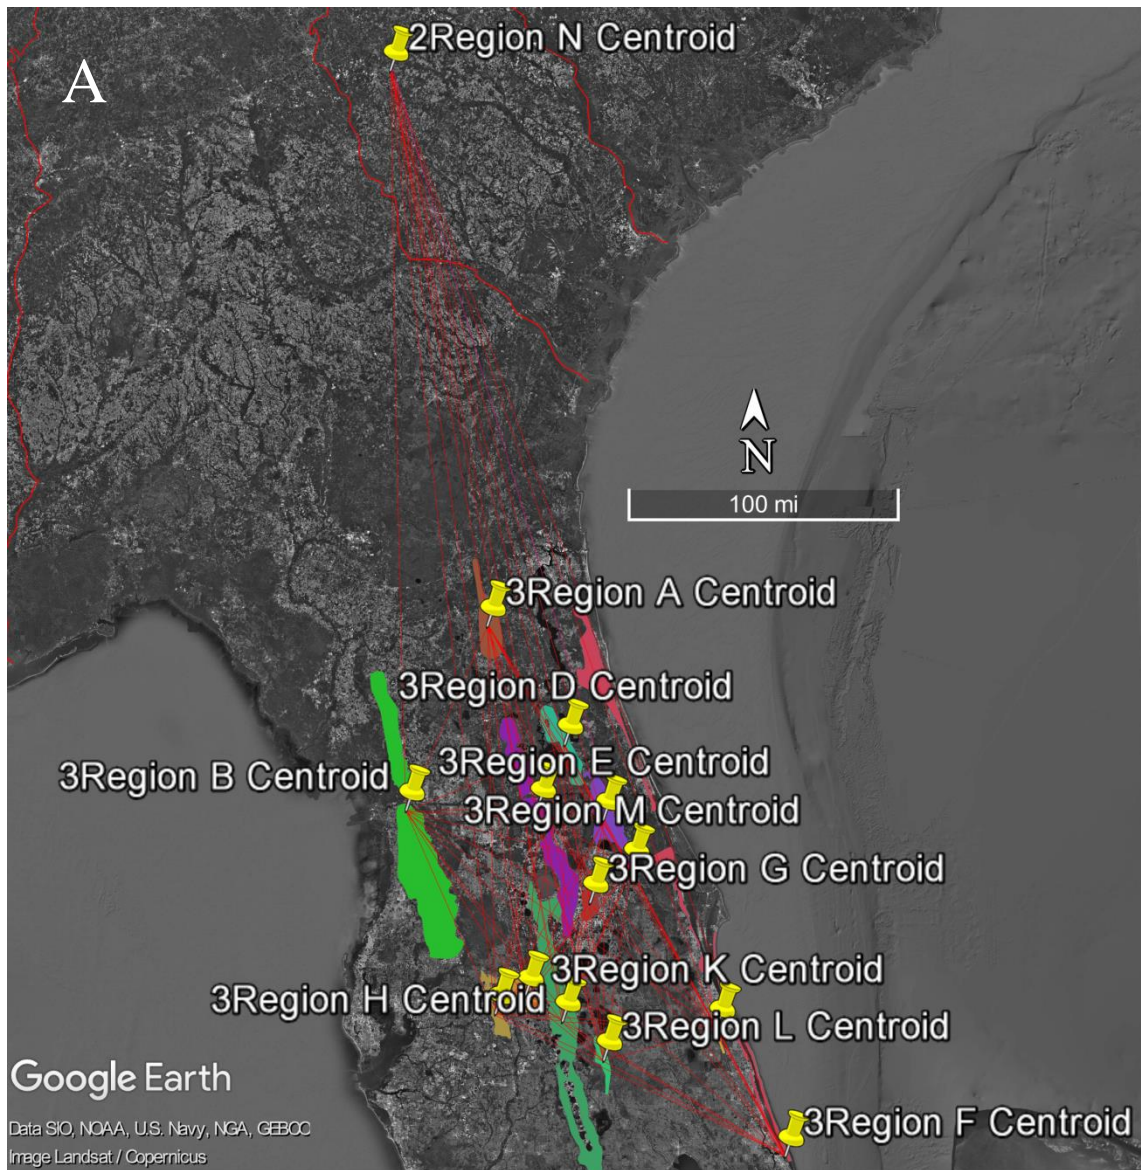 2Region N Centroid
A
N
100 mi
3Region A Centroid
3Region D Centroid
3Region E Centroid
3Region B Centroid
3Region M Centroid
3Region G Centroid
3Region K Centroid
3Region H Centroid
3Region L Centroid
Google Earth
3Region F Centroid
Data SIO, NOAA, U.S. Navy, NGA, GEBCO
Image Landsat / Copernicus